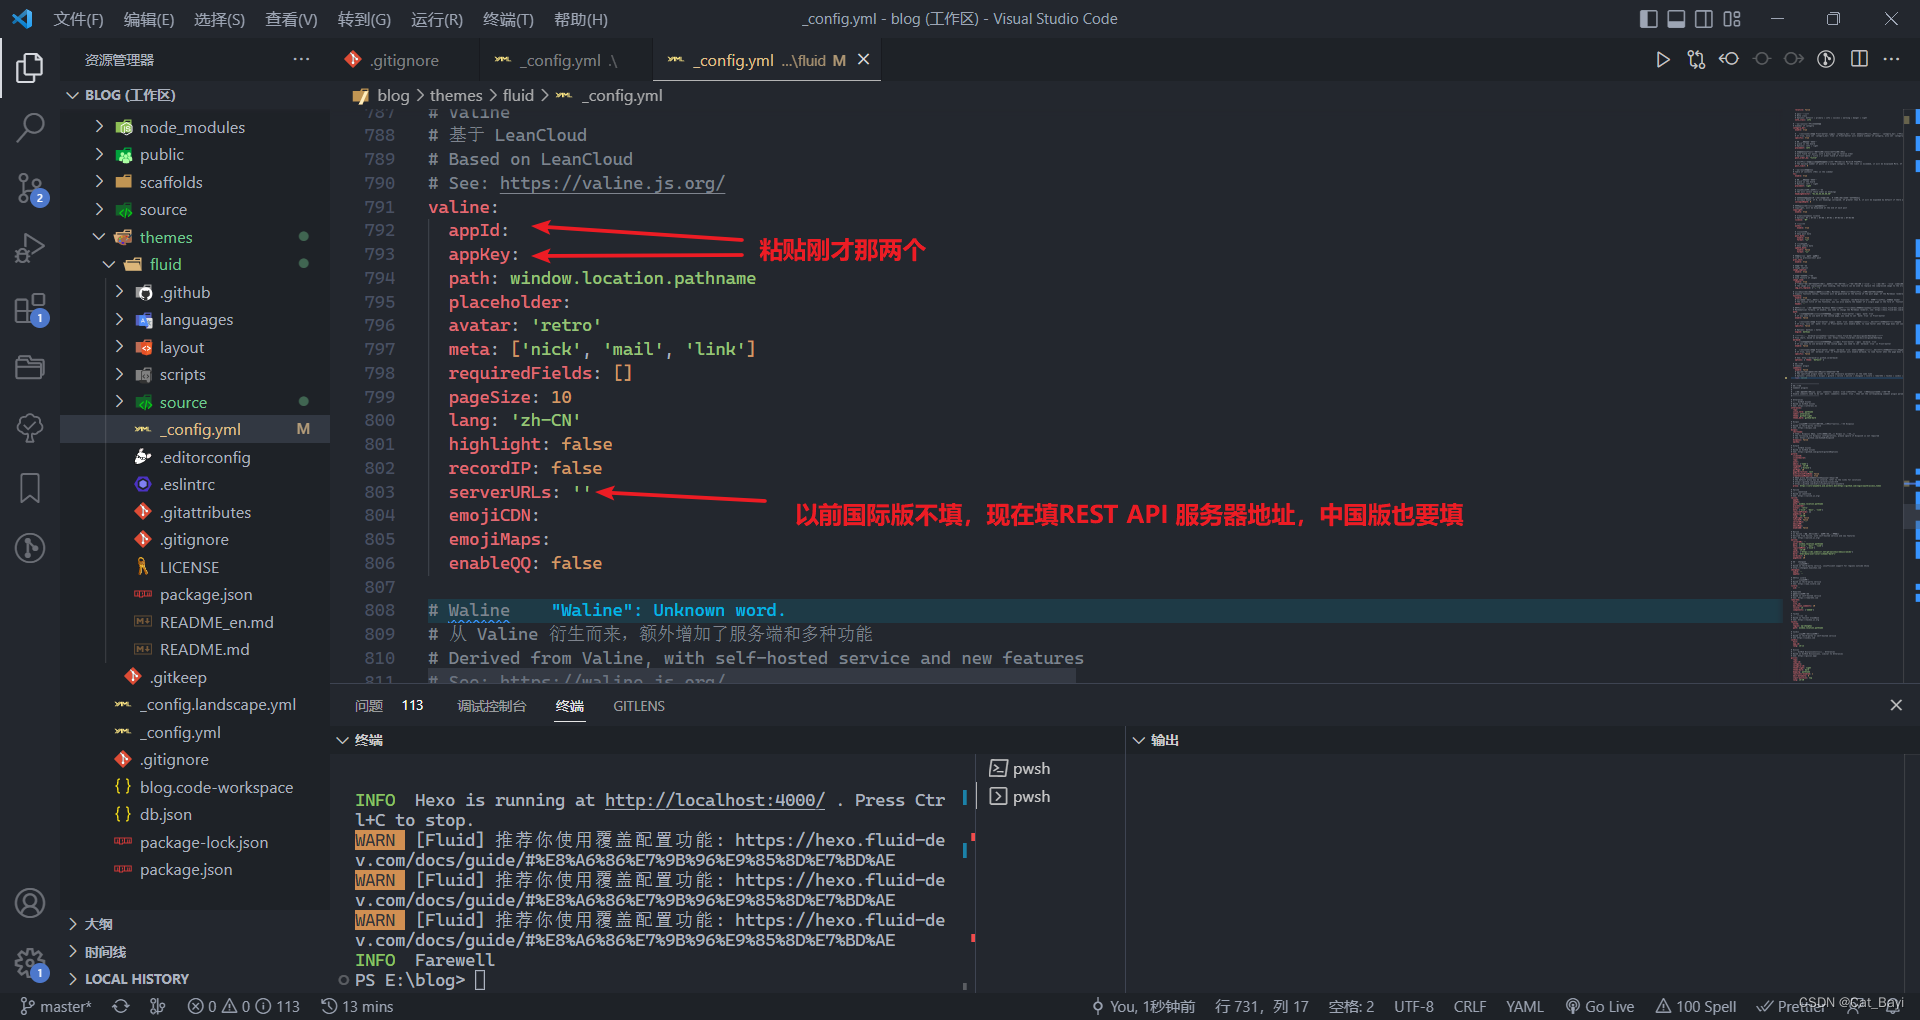 文件(F) 编辑(E) 选择(S) 查看(V) 转到(G) 运行(R) 终端(T) 帮助(H)
_config.yml - blog (工作区) - Visual Studio Code
资源管理器
BLOG (工作区)
node_modules
public
scaffolds
source
themes
fluid
.github
languages
layout
scripts
source
_config.yml M
.editorconfig
.eslintrc
.gitattributes
.gitignore
LICENSE
package.json
README_en.md
README.md
.gitkeep
_config.landscape.yml
_config.yml
.gitignore
blog.code-workspace
db.json
package-lock.json
package.json
大纲
时间线
LOCAL HISTORY
2
1
1
.gitignore
_config.yml .\
_config.yml ...\fluid M
blog > themes > fluid > _config.yml
787 # Valine
788 # 基于 LeanCloud
789 # Based on LeanCloud
790 # See: https://valine.js.org/
791 valine:
792 appId:
793 appKey:
粘贴刚才那两个
794 path: window.location.pathname
795 placeholder:
796 avatar: 'retro'
797 meta: ['nick', 'mail', 'link']
798 requiredFields: []
799 pageSize: 10
800 lang: 'zh-CN'
801 highlight: false
802 recordIP: false
803 serverURLs: ''
以前国际版不填，现在填REST API 服务器地址，中国版也要填
804 emojiCDN:
805 emojiMaps:
806 enableQQ: false
807
808 # Waline "Waline": Unknown word.
809 # 从 Valine 衍生而来，额外增加了服务端和多种功能
810 # Derived from Valine, with self-hosted service and new features
811 # See: https://waline.js.org/
问题 113 调试控制台 终端 GITLENS
终端
输出
pwsh
pwsh
INFO Hexo is running at http://localhost:4000/ . Press Ctr
l+C to stop.
WARN [Fluid] 推荐你使用覆盖配置功能: https://hexo.fluid-de
v.com/docs/guide/#%E8%A6%86%E7%9B%96%E9%85%8D%E7%BD%AE
WARN [Fluid] 推荐你使用覆盖配置功能: https://hexo.fluid-de
v.com/docs/guide/#%E8%A6%86%E7%9B%96%E9%85%8D%E7%BD%AE
WARN [Fluid] 推荐你使用覆盖配置功能: https://hexo.fluid-de
v.com/docs/guide/#%E8%A6%86%E7%9B%96%E9%85%8D%E7%BD%AE
INFO Farewell
PS E:\blog>
master* 0 0 113 13 mins
You, 1秒钟前 行 731，列 17 空格: 2 UTF-8 CRLF YAML Go Live 100 Spell Prettier
CSDN @Cat_Bayi